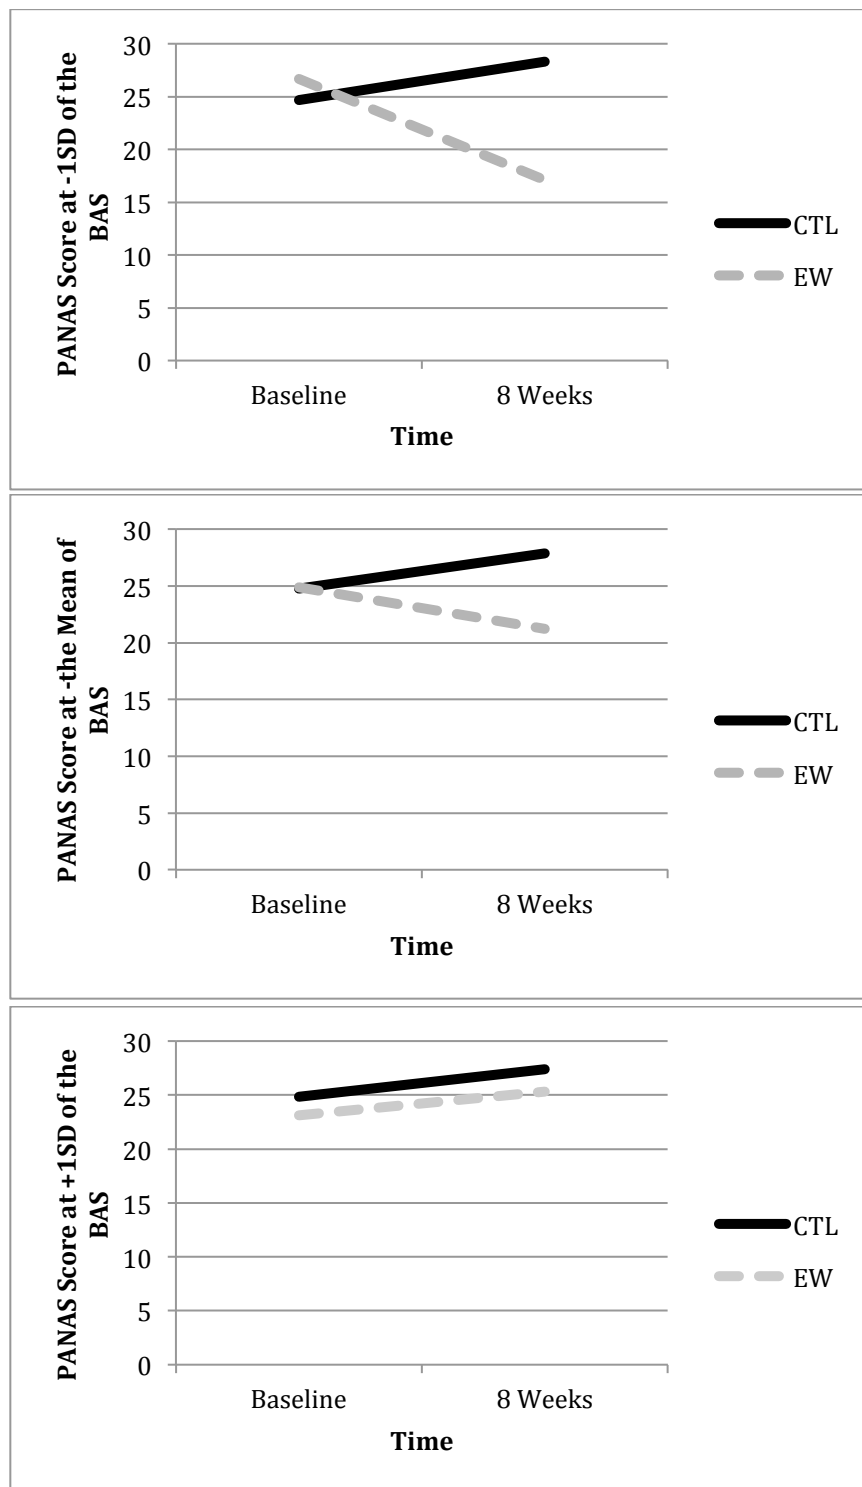 PANAS Score at -1SD of the
BAS
30
25
20
15
10
5
0
Baseline
8 Weeks
Time
CTL
EW
PANAS Score at -the Mean of
BAS
30
25
20
15
10
5
0
Baseline
8 Weeks
Time
CTL
EW
PANAS Score at +1SD of the
BAS
30
25
20
15
10
5
0
Baseline
8 Weeks
Time
CTL
EW